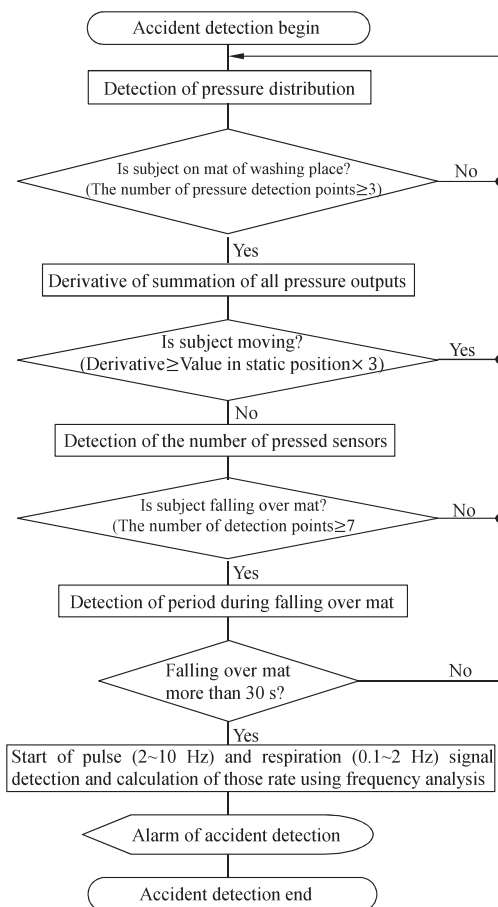 Accident detection begin
Detection of pressure distribution
Is subject on mat of washing place?
(The number of pressure detection points≥3)
No
Yes
Derivative of summation of all pressure outputs
Is subject moving?
(Derivative≥Value in static position× 3)
Yes
No
Detection of the number of pressed sensors
Is subject falling over mat?
(The number of detection points≥7
No
Yes
Detection of period during falling over mat
Falling over mat
more than 30 s?
No
Yes
Start of pulse (2~10 Hz) and respiration (0.1~2 Hz) signal
detection and calculation of those rate using frequency analysis
Alarm of accident detection
Accident detection end